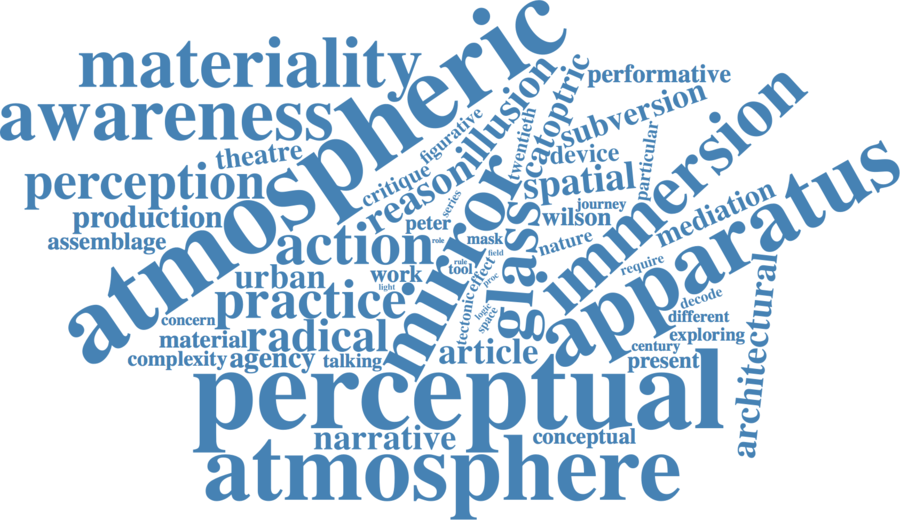 materiality
atmospheric
performative
awareness
illusion
catoptric
immersion
subversion
figurative
twentieth
theatre
reason
device
particular
apparatus
perception
critique
spatial
mirror
series
journey
production
peter
glass
wilson
mediation
assemblage
action
role
mask
field
nature
urban
work
rule
tool
effect
proc
require
practice
light
tectonic
logic
space
decode
concern
different
material
radical
exploring
complexity
agency
talking
article
century
present
architectural
perceptual
narrative
conceptual
atmosphere